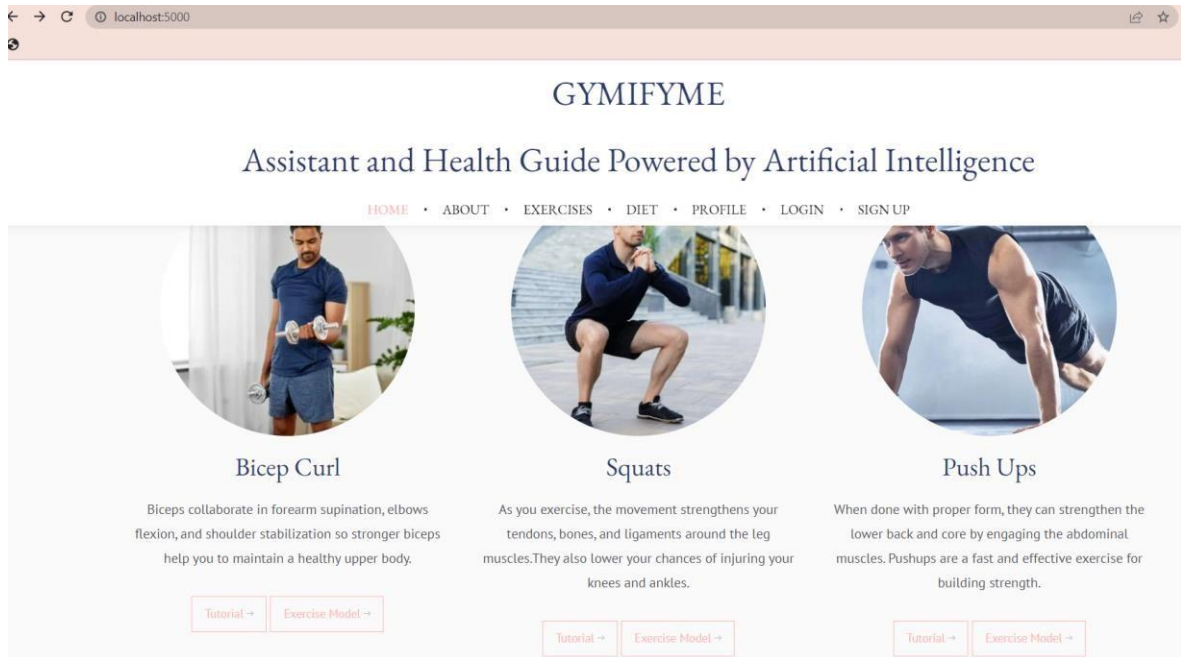 localhost:5000
GYMIFYME
Assistant and Health Guide Powered by Artificial Intelligence
HOME • ABOUT • EXERCISES • DIET • PROFILE • LOGIN • SIGN UP
Bicep Curl
Biceps collaborate in forearm supination, elbows
flexion, and shoulder stabilization so stronger biceps
help you to maintain a healthy upper body.
Tutorial →
Exercise Model →
Squats
As you exercise, the movement strengthens your
tendons, bones, and ligaments around the leg
muscles.They also lower your chances of injuring your
knees and ankles.
Tutorial →
Exercise Model →
Push Ups
When done with proper form, they can strengthen the
lower back and core by engaging the abdominal
muscles. Pushups are a fast and effective exercise for
building strength.
Tutorial →
Exercise Model →